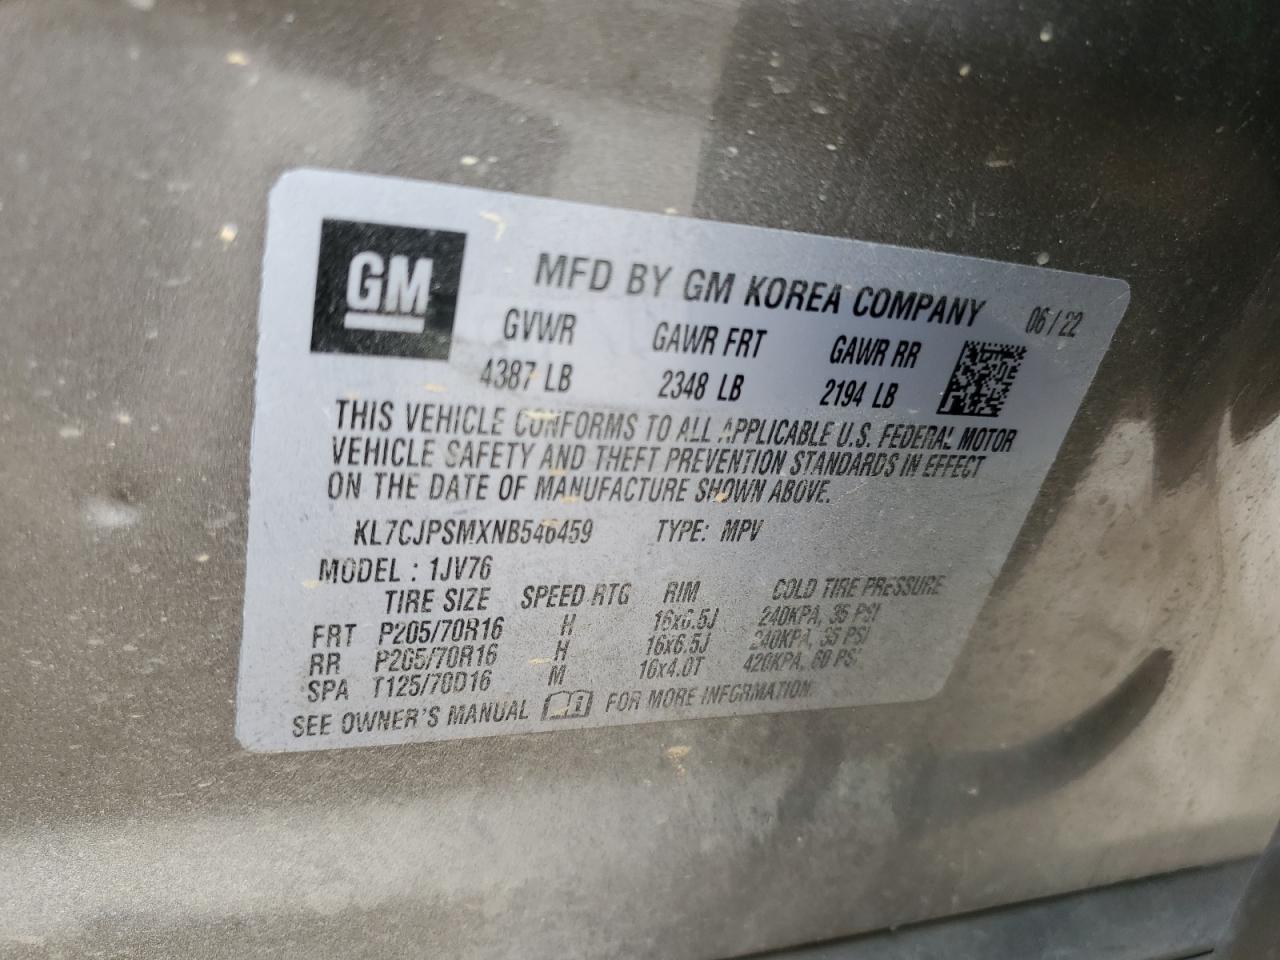 GM
MFD BY GM KOREA COMPANY 06/22
GVWR GAWR FRT GAWR RR
4387 LB 2348 LB 2194 LB
THIS VEHICLE CONFORMS TO ALL APPLICABLE U.S. FEDERAL MOTOR
VEHICLE SAFETY AND THEFT PREVENTION STANDARDS IN EFFECT
ON THE DATE OF MANUFACTURE SHOWN ABOVE.
KL7CJPSMXNB546459 TYPE: MPV
MODEL : 1JV76
TIRE SIZE SPEED RTG RIM COLD TIRE PRESSURE
FRT P205/70R16 H 16x6.5J 240KPA, 35 PSI
RR P205/70R16 H 16x6.5J 240KPA, 35 PSI
SPA T125/70D16 M 16x4.0T 420KPA, 60 PSI
SEE OWNER'S MANUAL FOR MORE INFORMATION.